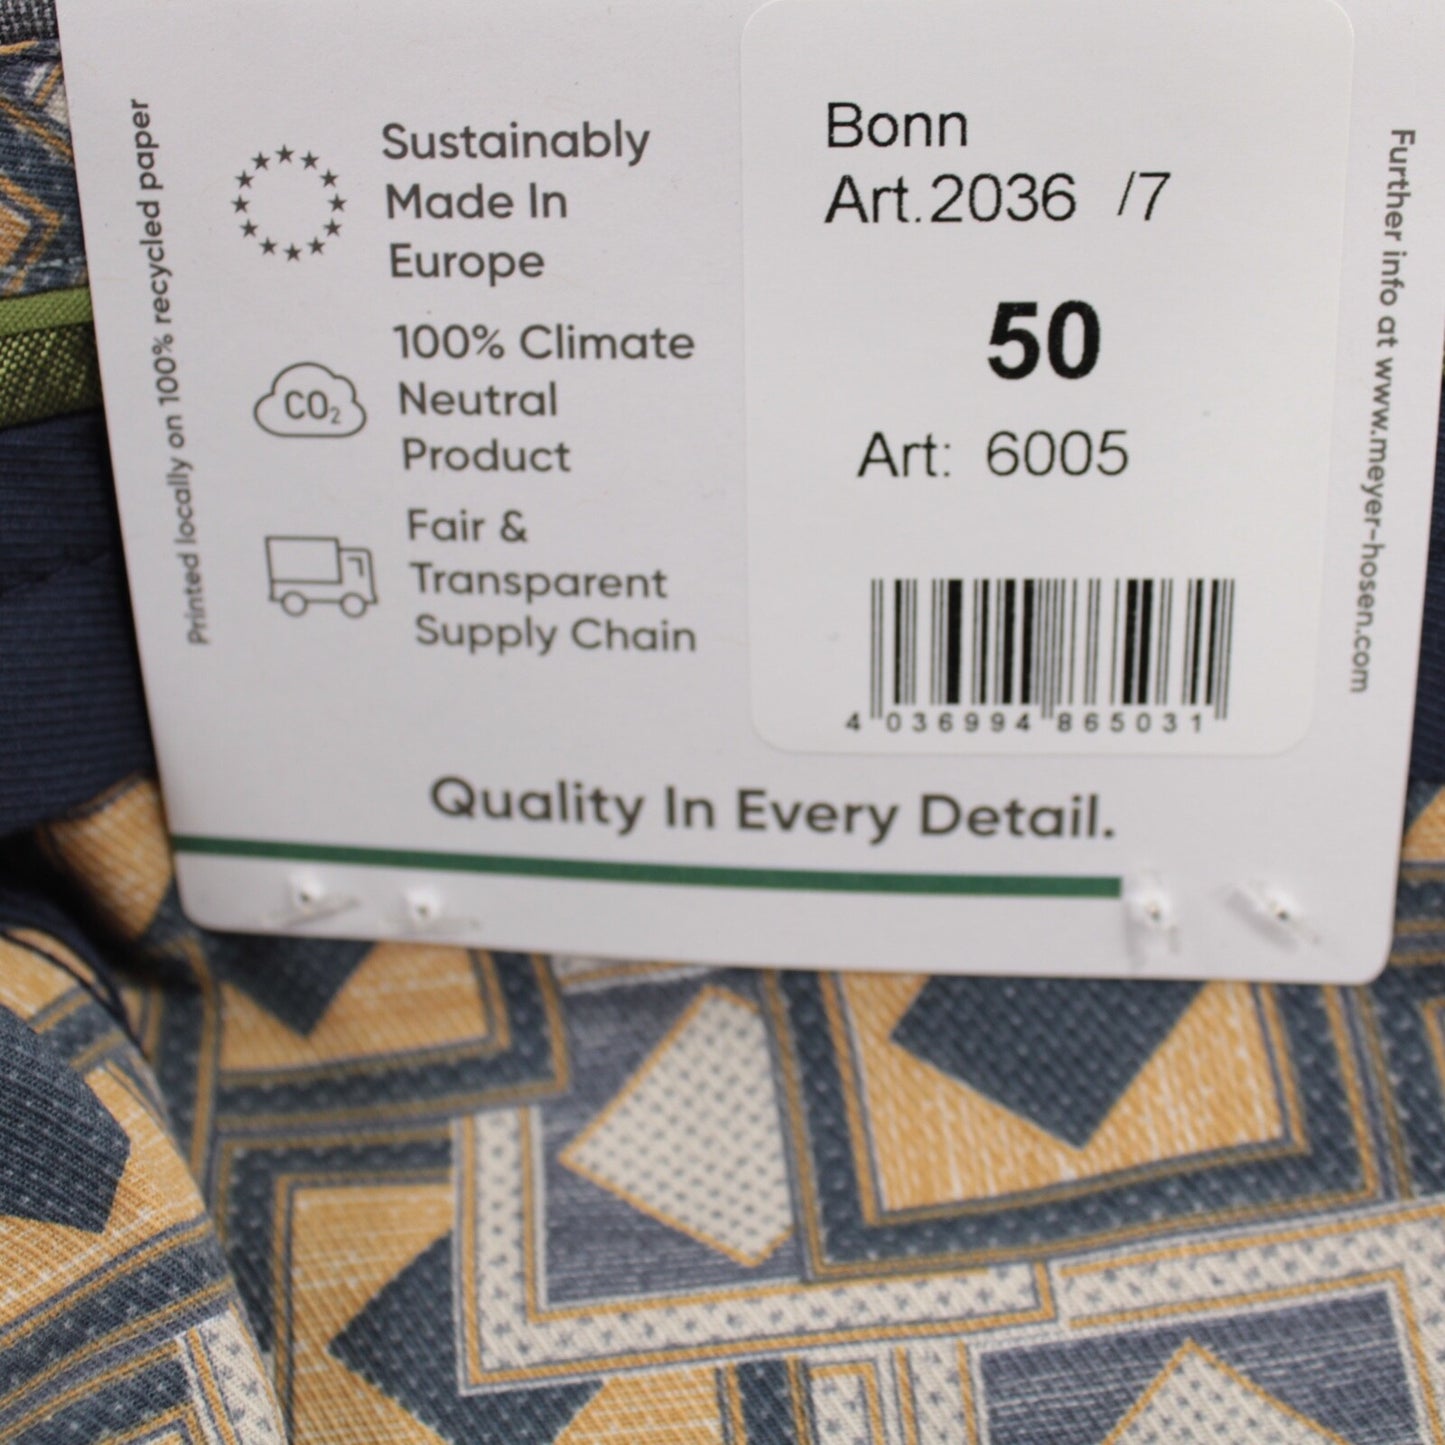 Printed locally on 100% recycled paper
Sustainably
Made In
Europe
CO₂
100% Climate
Neutral
Product
Fair &
Transparent
Supply Chain
Bonn
Art.2036 /7
50
Art: 6005
4 036994 865031
Further info at www.meyer-hosen.com
Quality In Every Detail.